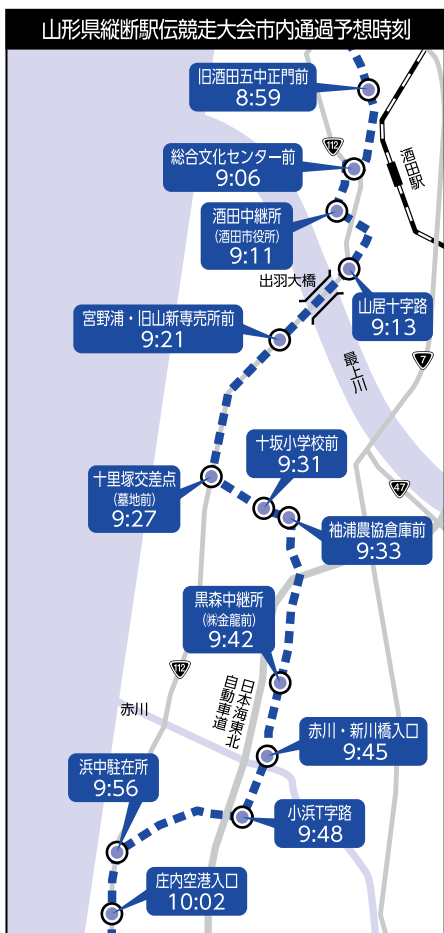 山形県縦断駅伝競走大会市内通過予想時刻
旧酒田五中正門前
8:59
112
総合文化センター前
9:06
酒田駅
酒田中継所
(酒田市役所)
9:11
出羽大橋
山居十字路
9:13
宮野浦・旧山新専売所前
9:21
最上川
7
十坂小学校前
9:31
十里塚交差点
(墓地前)
9:27
47
袖浦農協倉庫前
9:33
黒森中継所
(㈱金龍前)
9:42
112
日本海東北
自動車道
赤川
赤川・新川橋入口
9:45
浜中駐在所
9:56
小浜T字路
9:48
庄内空港入口
10:02